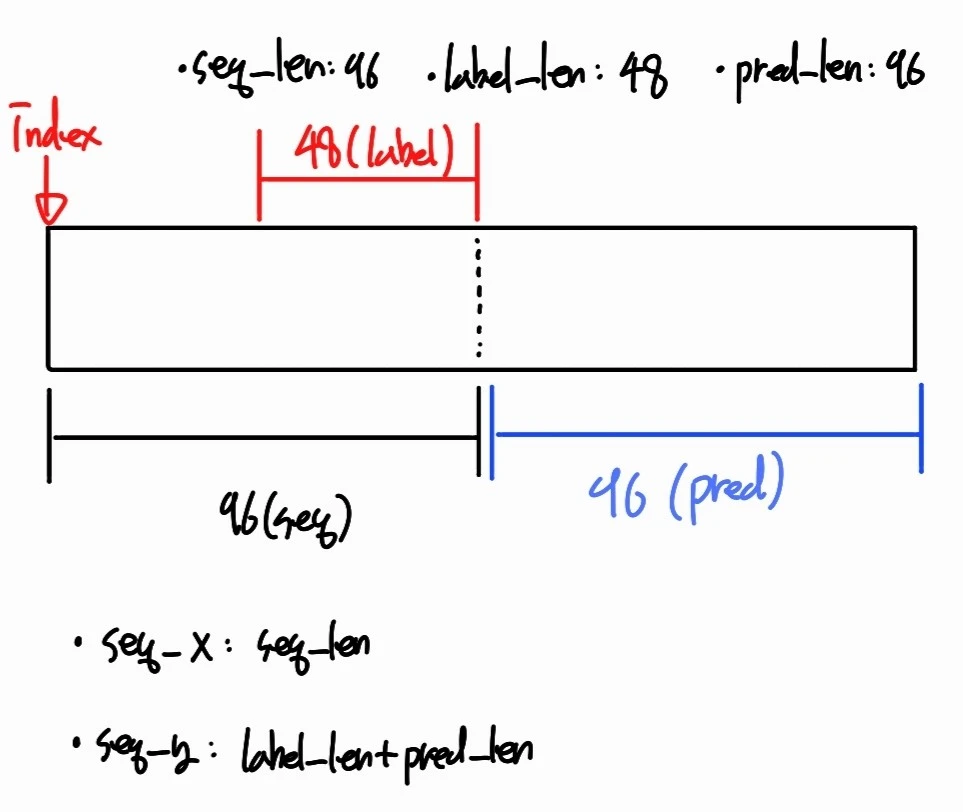 ·seq_len: 96 ·label_len: 48 ·pred_len: 96
Index
48(label)
96(seq)
96 (pred)
· seq_x: seq_len
· seq_y: label_len+pred_len